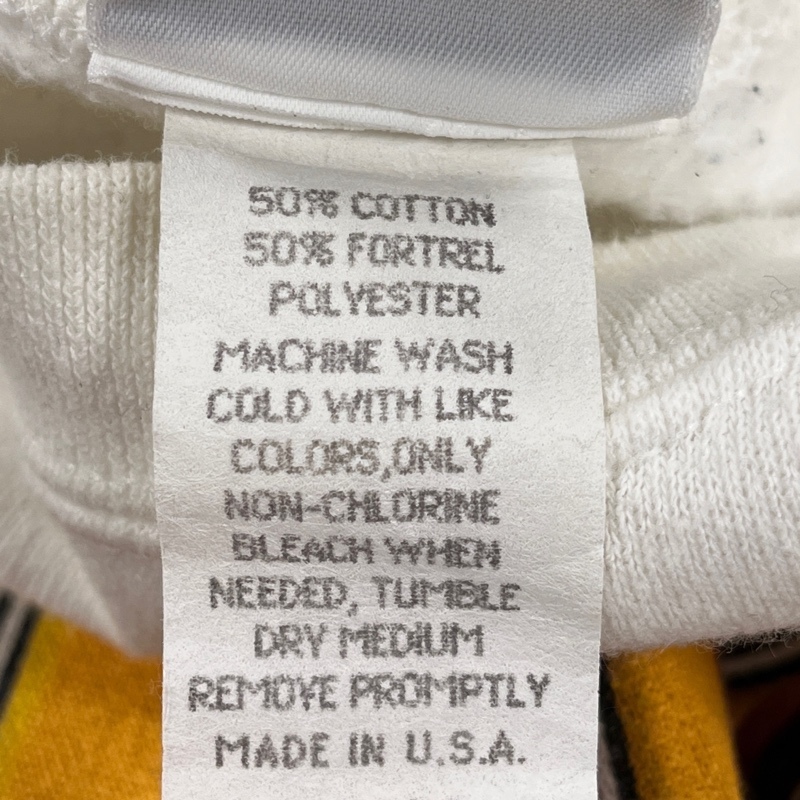 50% COTTON
50% FORTREL
POLYESTER
MACHINE WASH
COLD WITH LIKE
COLORS,ONLY
NON-CHLORINE
BLEACH WHEN
NEEDED, TUMBLE
DRY MEDIUM
REMOVE PROMPTLY
MADE IN U.S.A.